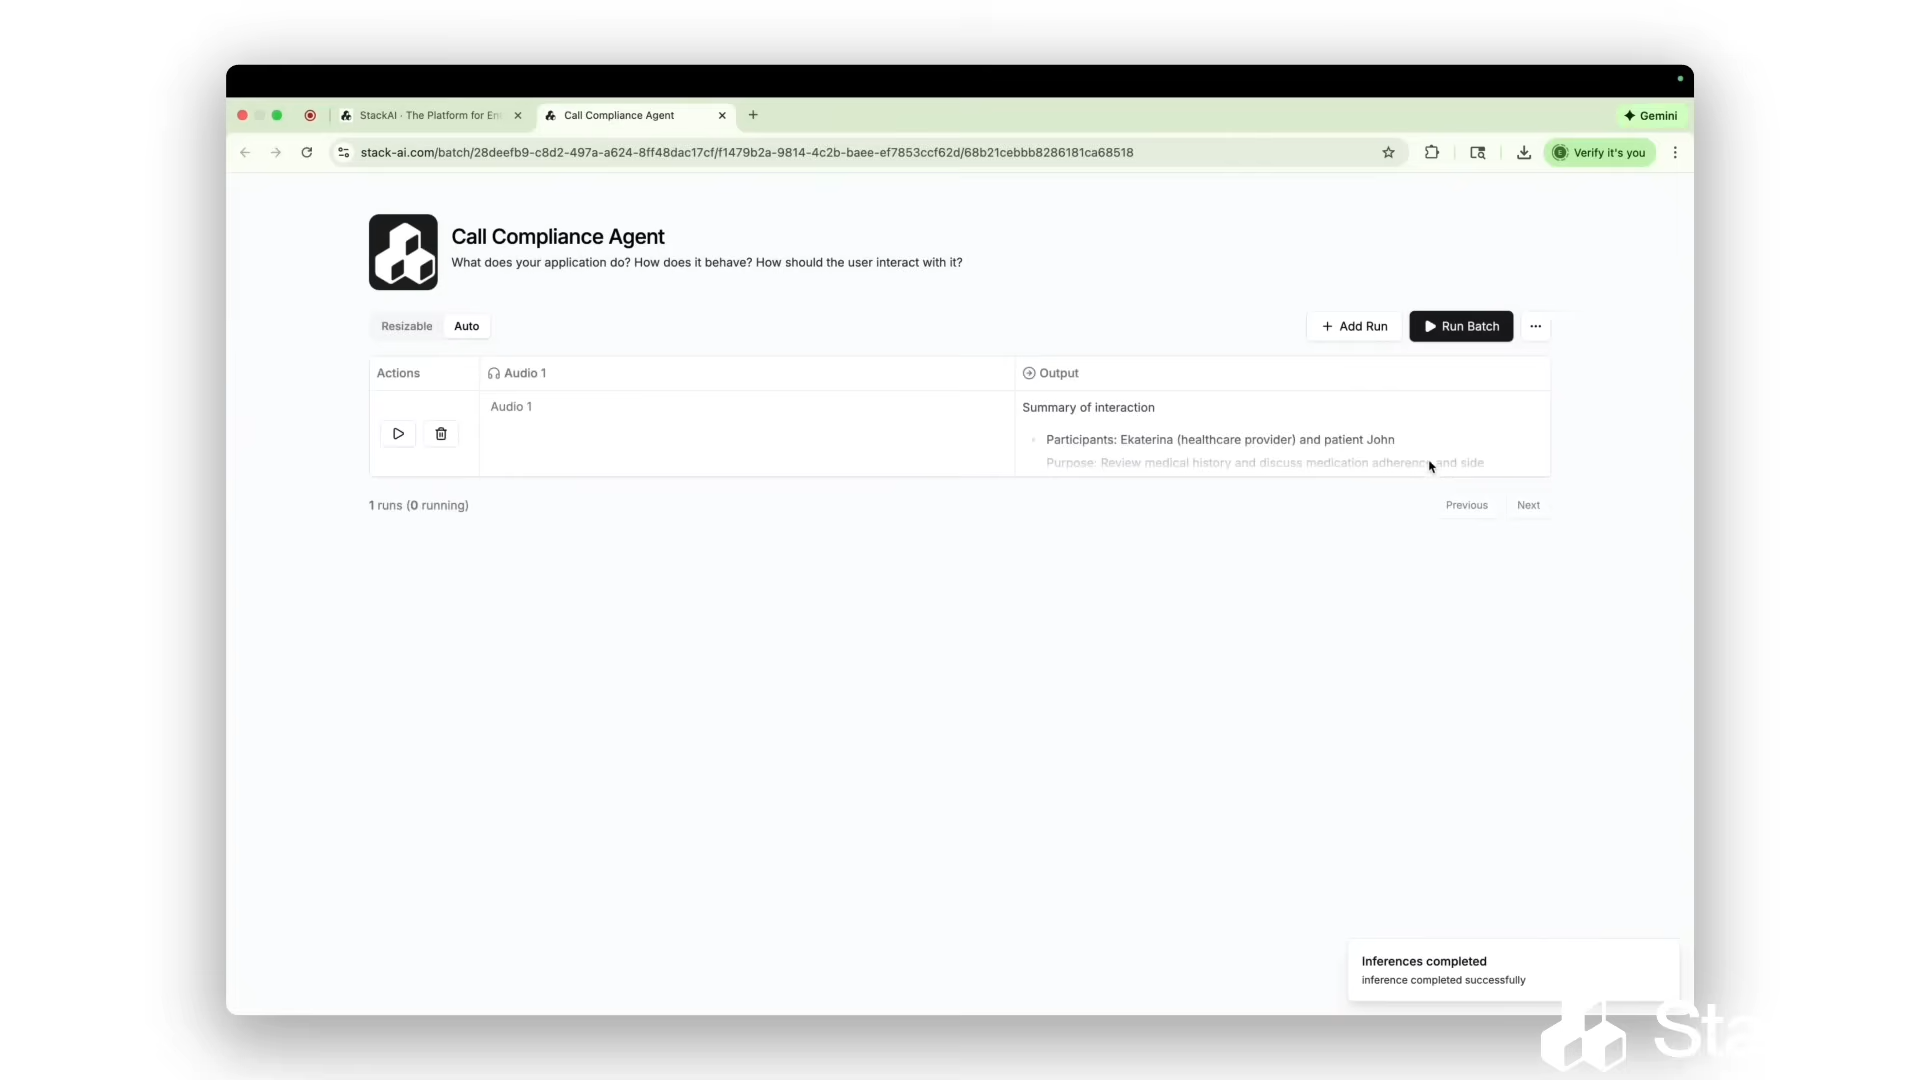 StackAI · The Platform for En
Call Compliance Agent
Gemini
stack-ai.com/batch/28deefb9-c8d2-497a-a624-8ff48dac17cf/f1479b2a-9814-4c2b-baee-ef7853ccf62d/68b21cebbb8286181ca68518
Verify it's you
Call Compliance Agent
What does your application do? How does it behave? How should the user interact with it?
Resizable Auto
+ Add Run
Run Batch
Actions
Audio 1
Output
Audio 1
Summary of interaction
Participants: Ekaterina (healthcare provider) and patient John
Purpose: Review medical history and discuss medication adherence and side
1 runs (0 running)
Previous
Next
Inferences completed
inference completed successfully
Sta